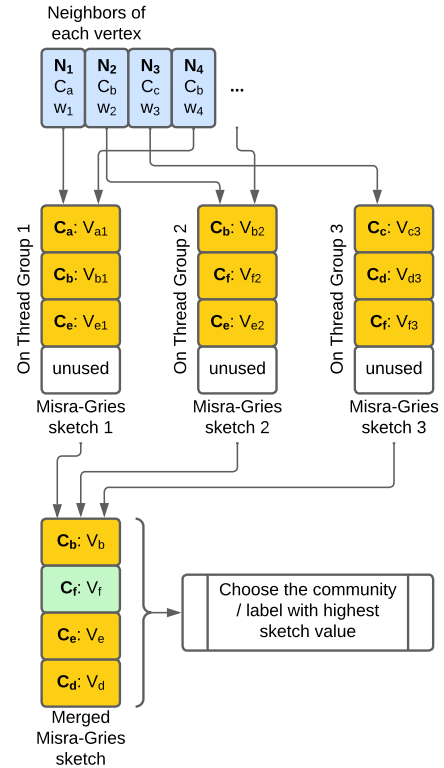 Neighbors of
each vertex
N1 N2 N3 N4
Ca Cb Cc Cb
w1 w2 w3 w4
...
On Thread Group 1
Ca: Va1
Cb: Vb1
Ce: Ve1
unused
Misra-Gries
sketch 1
On Thread Group 2
Cb: Vb2
Cf: Vf2
Ce: Ve2
unused
Misra-Gries
sketch 2
On Thread Group 3
Cc: Vc3
Cd: Vd3
Cf: Vf3
unused
Misra-Gries
sketch 3
Cb: Vb
Cf: Vf
Ce: Ve
Cd: Vd
Merged
Misra-Gries
sketch
Choose the community
/ label with highest
sketch value